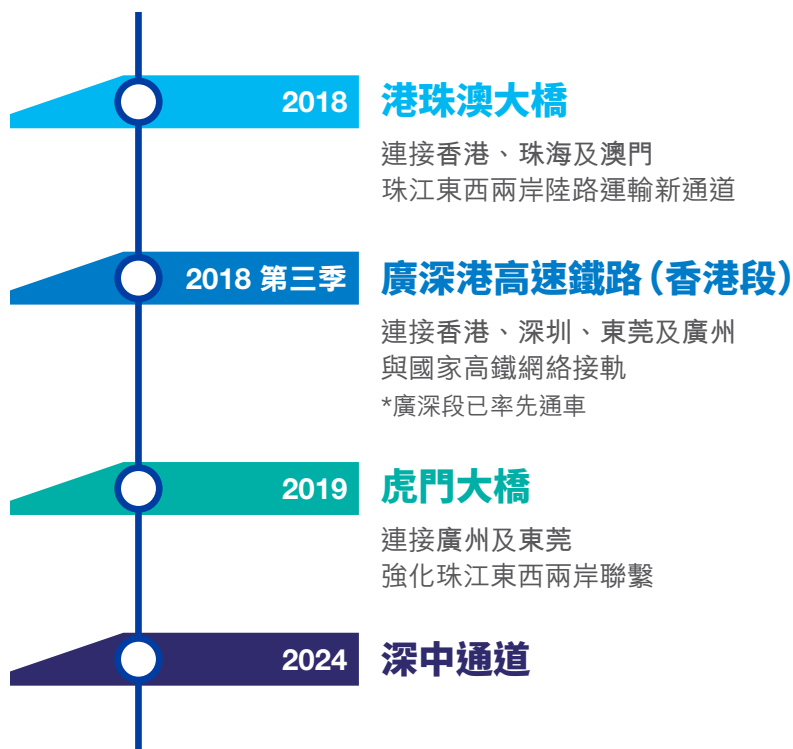 2018 港珠澳大橋
連接香港、珠海及澳門
珠江東西兩岸陸路運輸新通道
2018 第三季 廣深港高速鐵路（香港段）
連接香港、深圳、東莞及廣州
與國家高鐵網絡接軌
*廣深段已率先通車
2019 虎門大橋
連接廣州及東莞
強化珠江東西兩岸聯繫
2024 深中通道